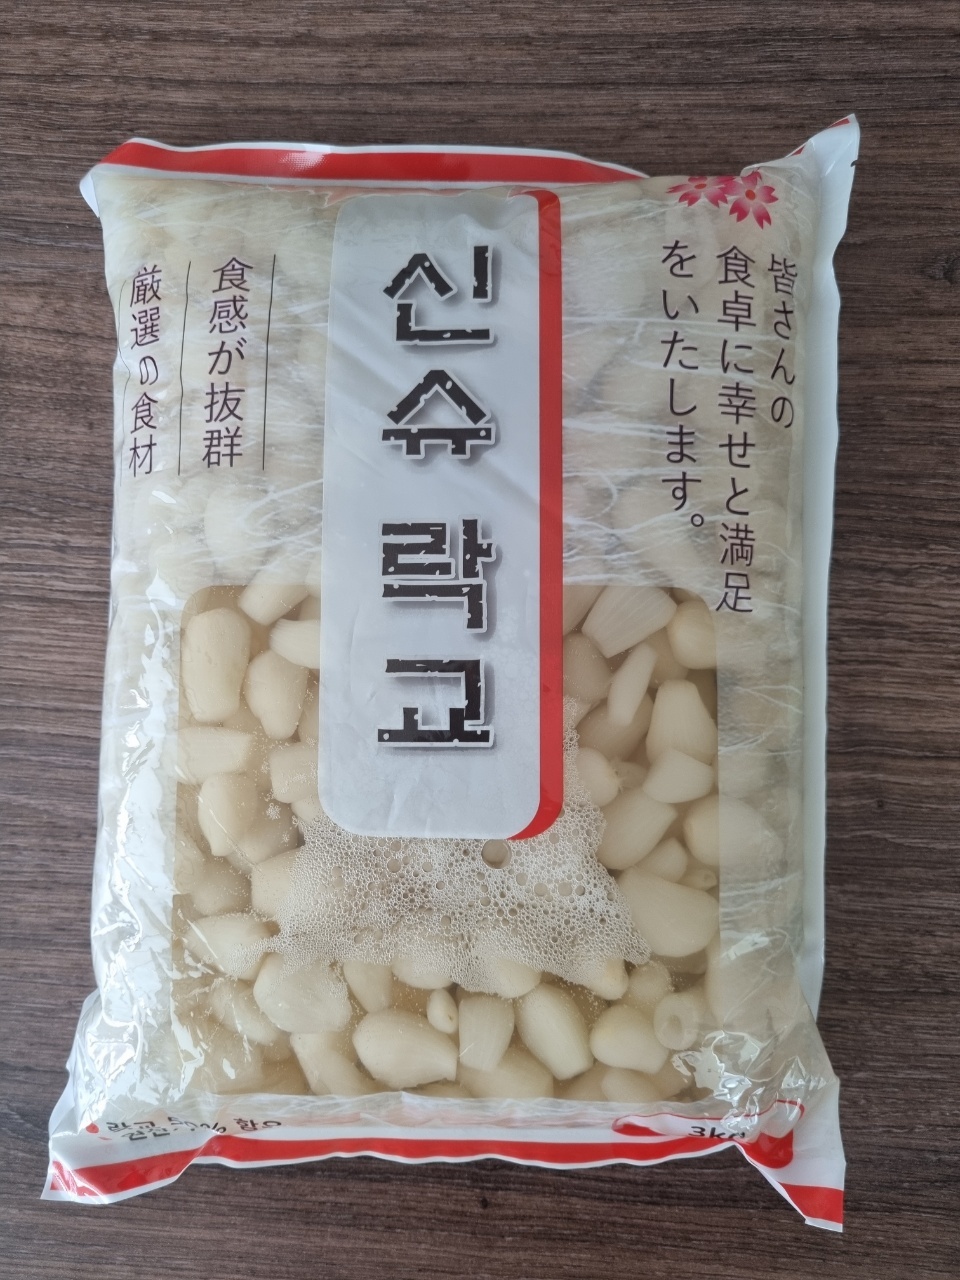 皆さんの
食卓に幸せと満足
をいたします。
신슈 락교
食感が抜群
厳選の食材
3kg